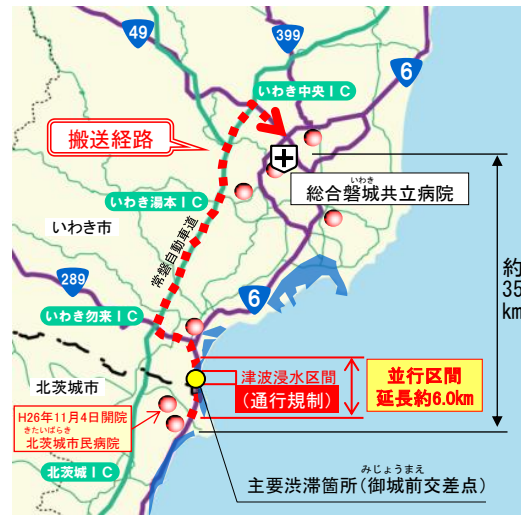 49
399
6
いわき中央ＩＣ
搬送経路
いわき
総合磐城共立病院
いわき湯本ＩＣ
いわき市
常磐自動車道
約
35
km
289
6
いわき勿来ＩＣ
津波浸水区間
（通行規制）
並行区間
延長約6.0km
北茨城市
H26年11月4日開院
きたいばらき
北茨城市民病院
北茨城ＩＣ
みじょうまえ
主要渋滞箇所（御城前交差点）